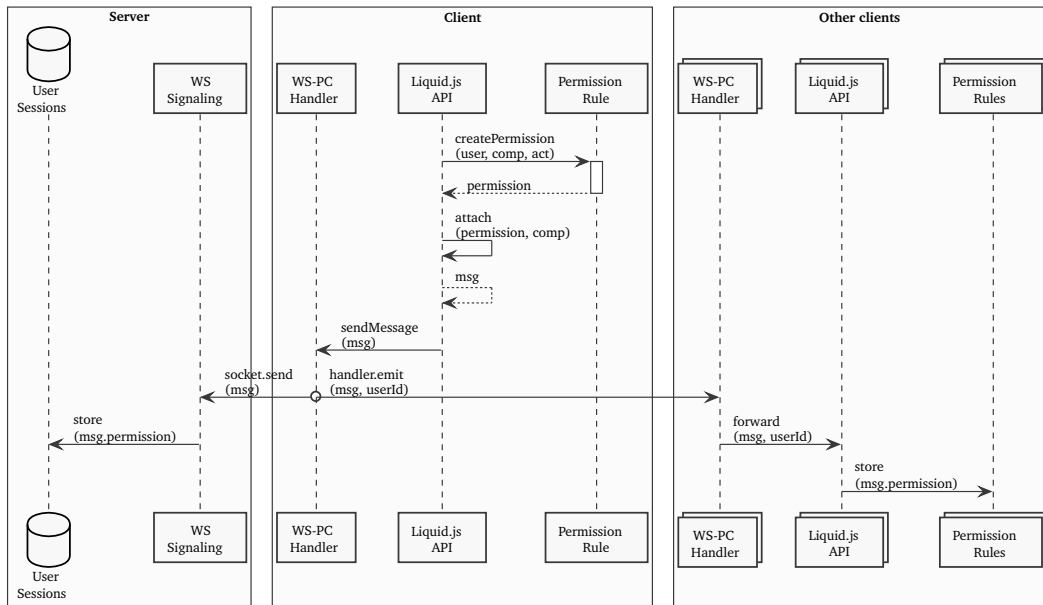 Server
Client
Other clients
User
Sessions
WS
Signaling
WS-PC
Handler
Liquid.js
API
Permission
Rule
WS-PC
Handler
Liquid.js
API
Permission
Rules
createPermission
(user, comp, act)
permission
attach
(permission, comp)
msg
sendMessage
(msg)
socket.send
(msg)
handler.emit
(msg, userId)
store
(msg.permission)
forward
(msg, userId)
store
(msg.permission)
User
Sessions
WS
Signaling
WS-PC
Handler
Liquid.js
API
Permission
Rule
WS-PC
Handler
Liquid.js
API
Permission
Rules